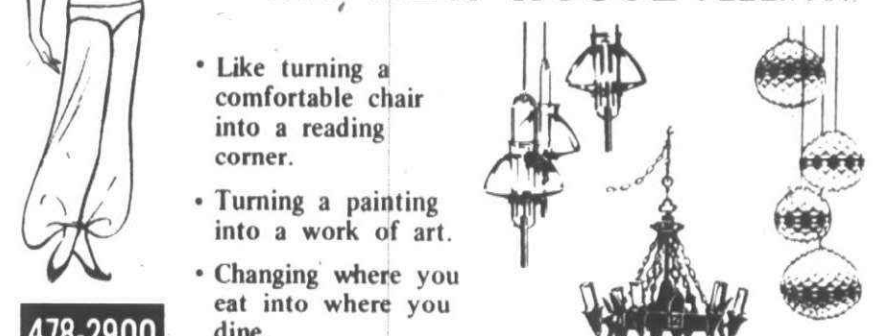 • Like turning a
comfortable chair
into a reading
corner.
• Turning a painting
into a work of art.
• Changing where you
eat into where you
dine
478-2900